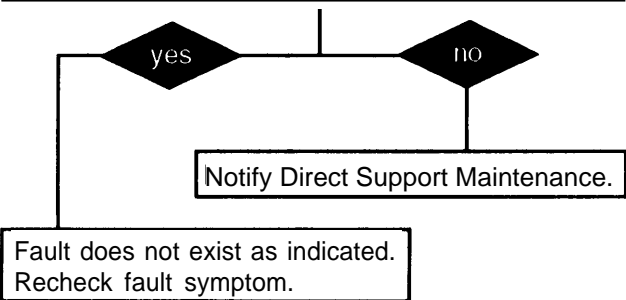 yes
no
Notify Direct Support Maintenance.
Fault does not exist as indicated.
Recheck fault symptom.